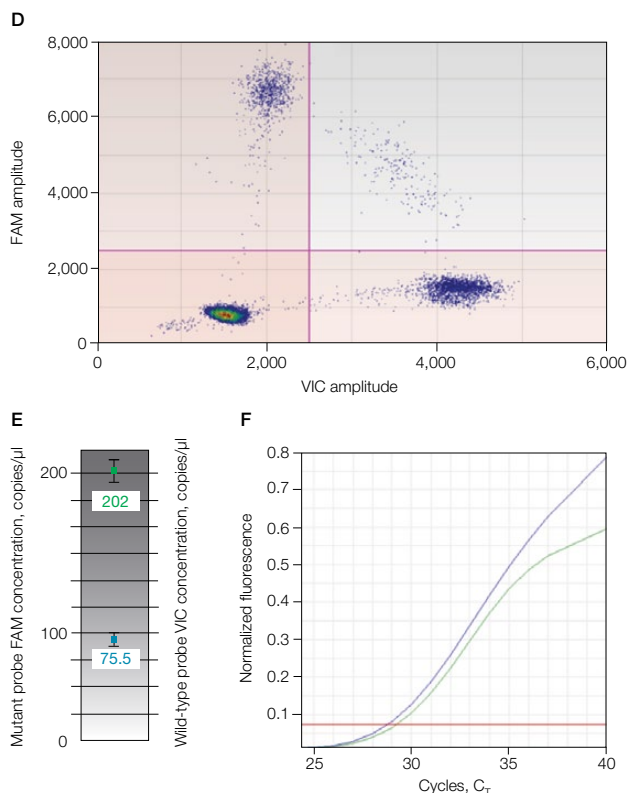 D
8,000
6,000
4,000
2,000
0
FAM amplitude
0 2,000 4,000 6,000
VIC amplitude
E
Mutant probe FAM concentration, copies/µl
200
100
0
202
75.5
Wild-type probe VIC concentration, copies/µl
F
0.8
0.7
0.6
0.5
0.4
0.3
0.2
0.1
Normalized fluorescence
25 30 35 40
Cycles, C_T